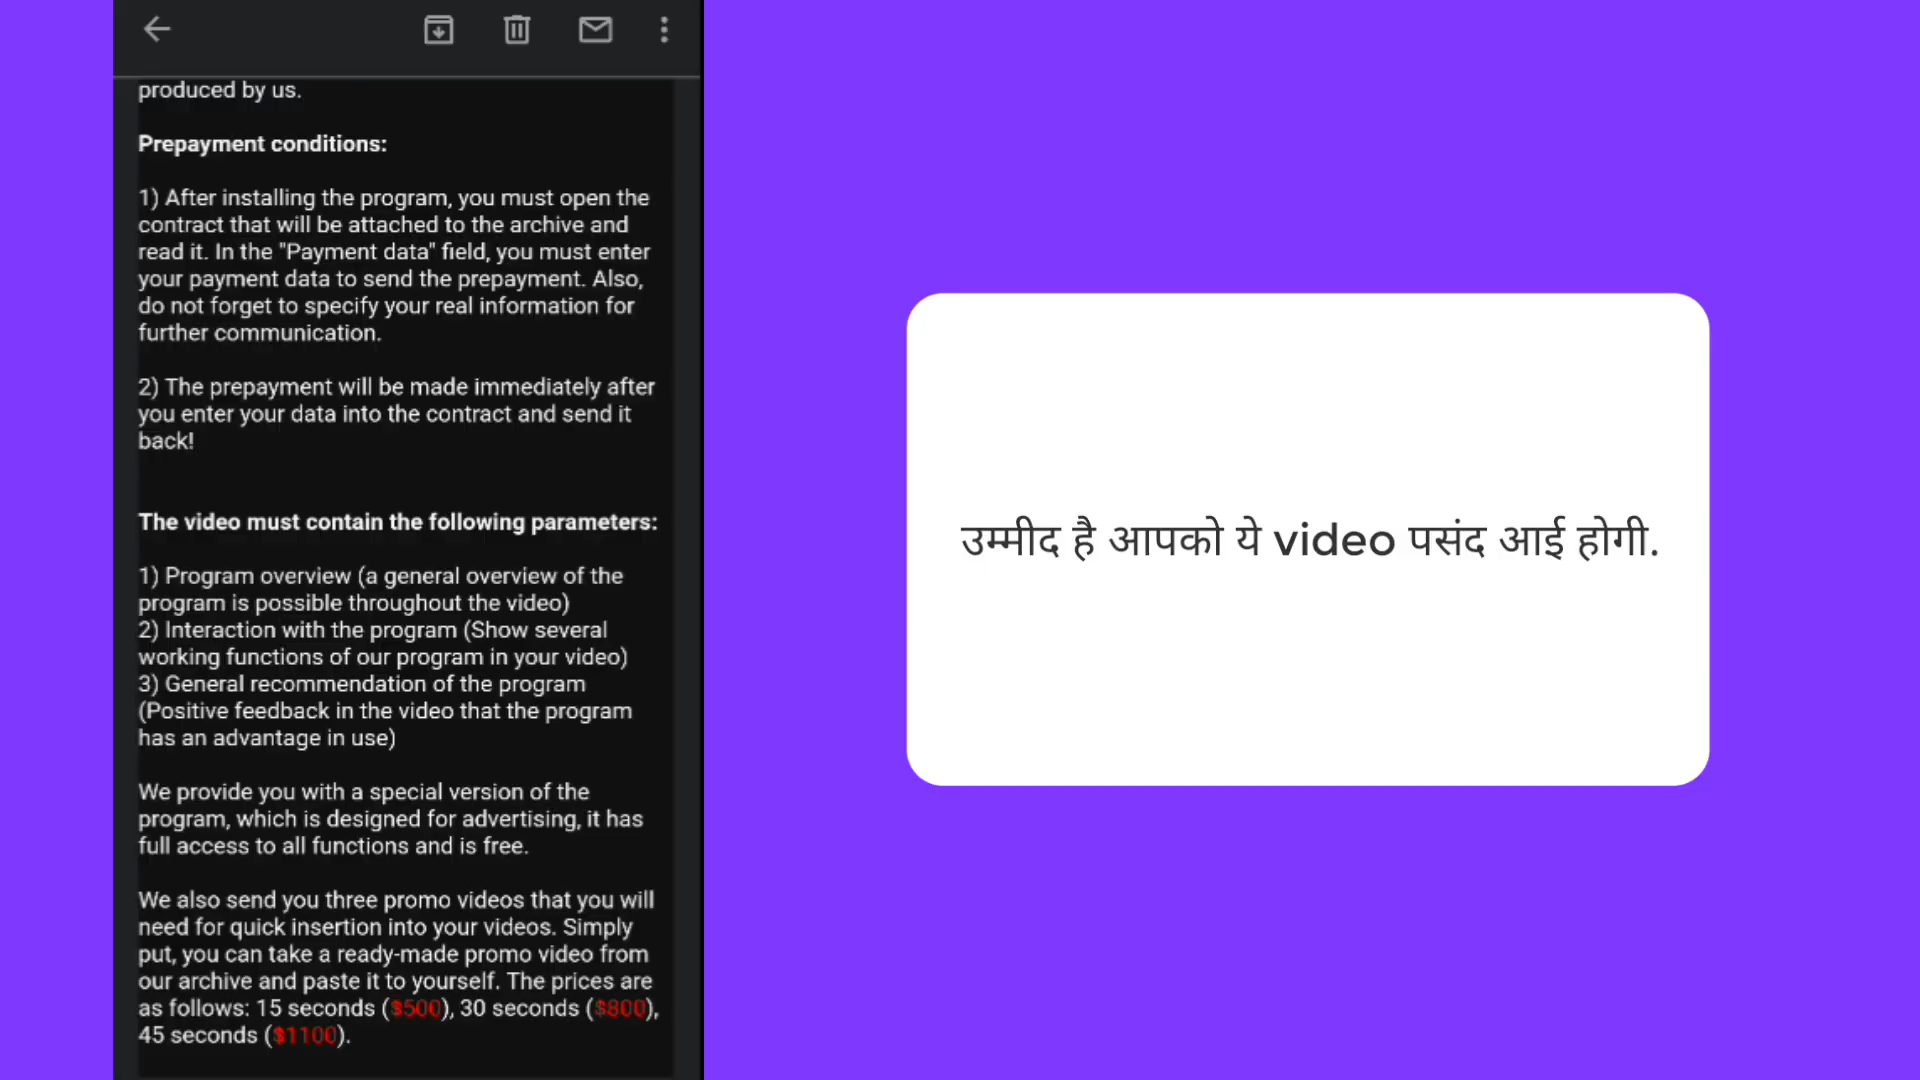 produced by us.
Prepayment conditions:
1) After installing the program, you must open the
contract that will be attached to the archive and
read it. In the "Payment data" field, you must enter
your payment data to send the prepayment. Also,
do not forget to specify your real information for
further communication.
2) The prepayment will be made immediately after
you enter your data into the contract and send it
back!
The video must contain the following parameters:
1) Program overview (a general overview of the
program is possible throughout the video)
2) Interaction with the program (Show several
working functions of our program in your video)
3) General recommendation of the program
(Positive feedback in the video that the program
has an advantage in use)
We provide you with a special version of the
program, which is designed for advertising, it has
full access to all functions and is free.
We also send you three promo videos that you will
need for quick insertion into your videos. Simply
put, you can take a ready-made promo video from
our archive and paste it to yourself. The prices are
as follows: 15 seconds ($500), 30 seconds ($800),
45 seconds ($1100).
उम्मीद है आपको ये video पसंद आई होगी.